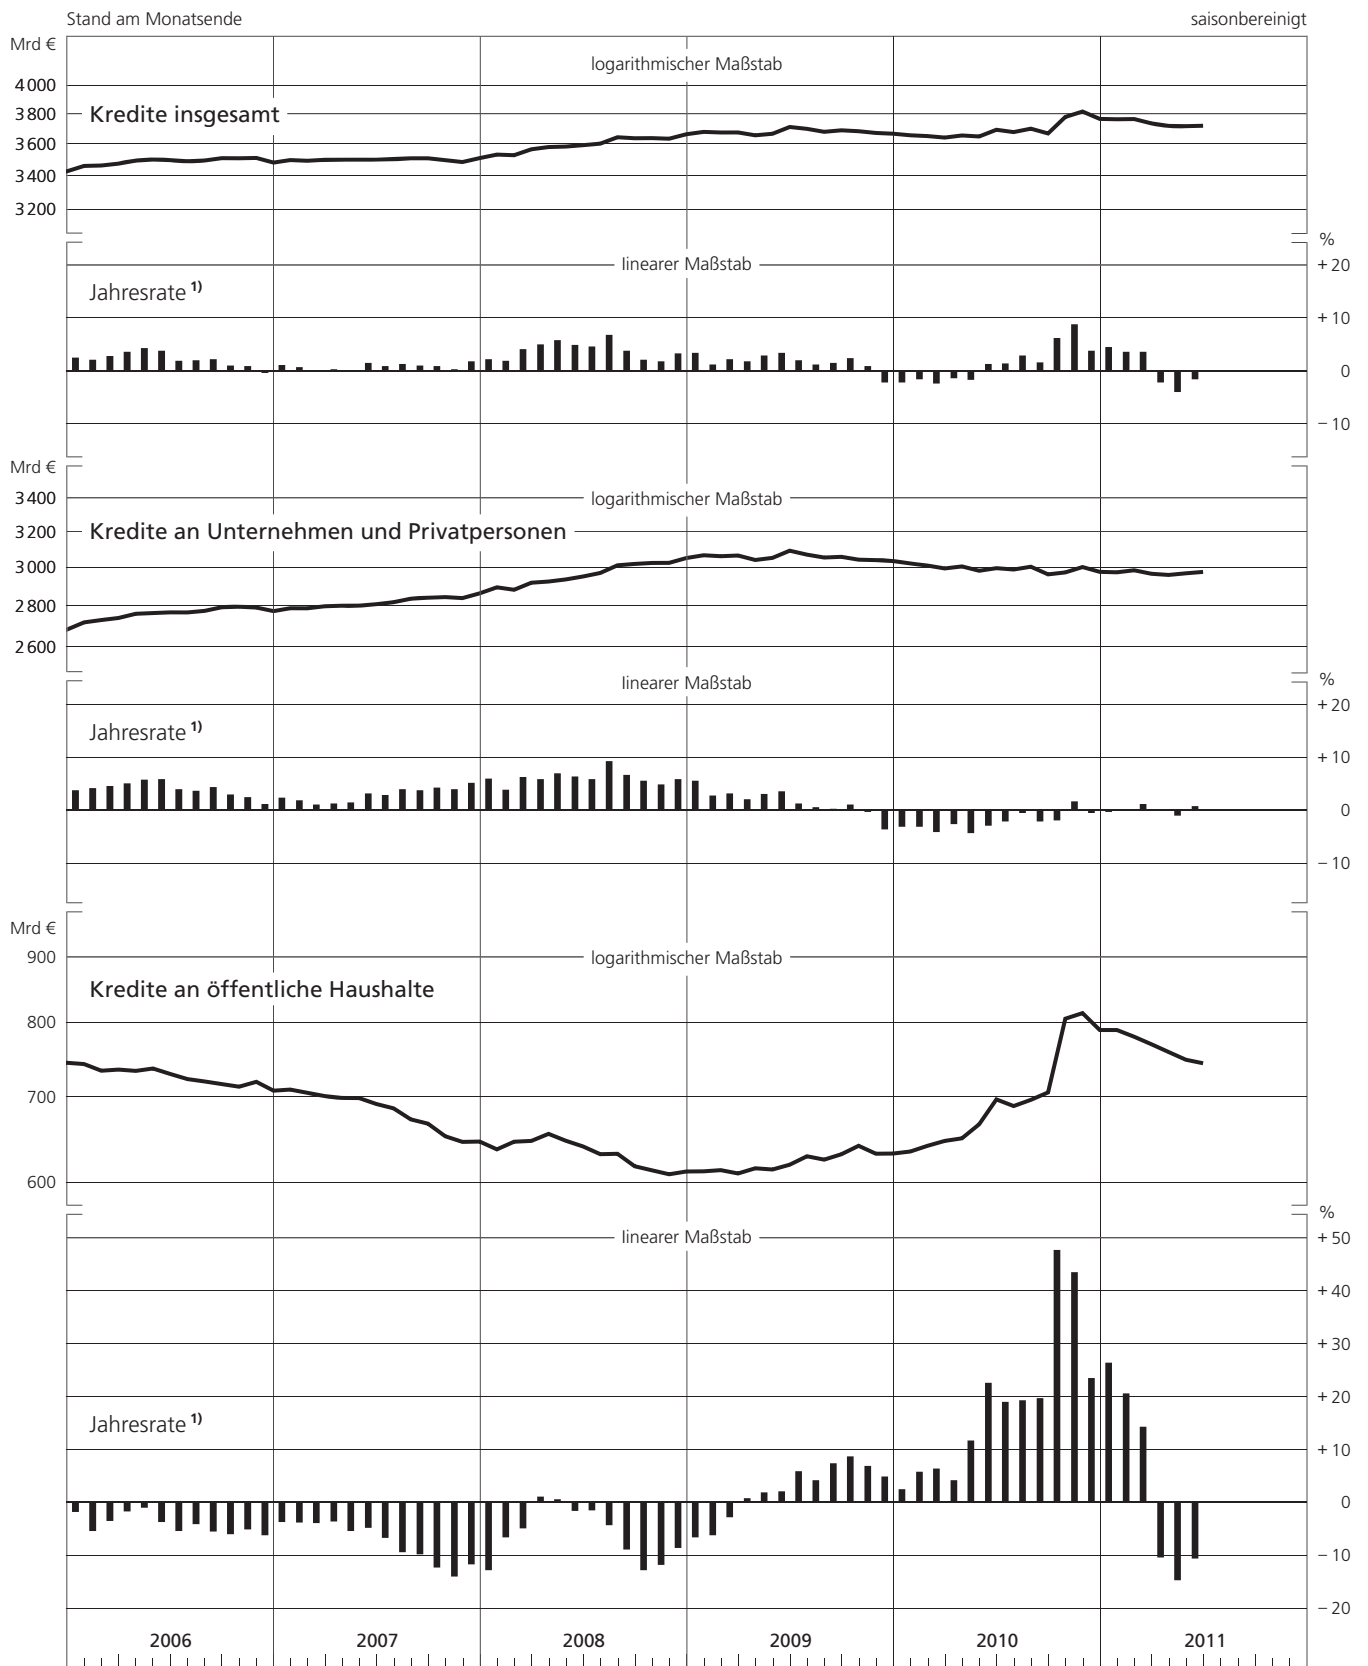 Stand am Monatsende saisonbereinigt
Mrd €
logarithmischer Maßstab
4 000
3 800
Kredite insgesamt
3 600
3 400
3 200
%
linearer Maßstab
+ 20
Jahresrate 1)
+ 10
0
– 10
Mrd €
3 400
logarithmischer Maßstab
3 200
Kredite an Unternehmen und Privatpersonen
3 000
2 800
2 600
linearer Maßstab
%
+ 20
Jahresrate 1)
+ 10
0
– 10
Mrd €
900
logarithmischer Maßstab
Kredite an öffentliche Haushalte
800
700
600
%
linearer Maßstab
+ 50
+ 40
+ 30
+ 20
Jahresrate 1)
+ 10
0
– 10
– 20
2006 2007 2008 2009 2010 2011